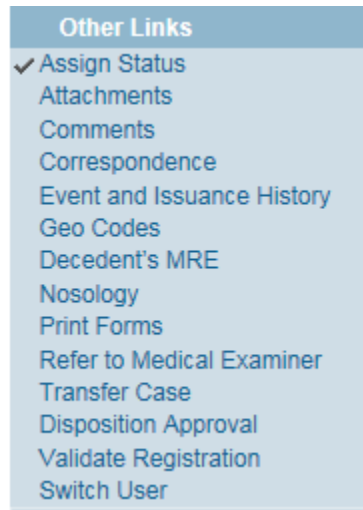 Other Links
Assign Status
Attachments
Comments
Correspondence
Event and Issuance History
Geo Codes
Decedent's MRE
Nosology
Print Forms
Refer to Medical Examiner
Transfer Case
Disposition Approval
Validate Registration
Switch User